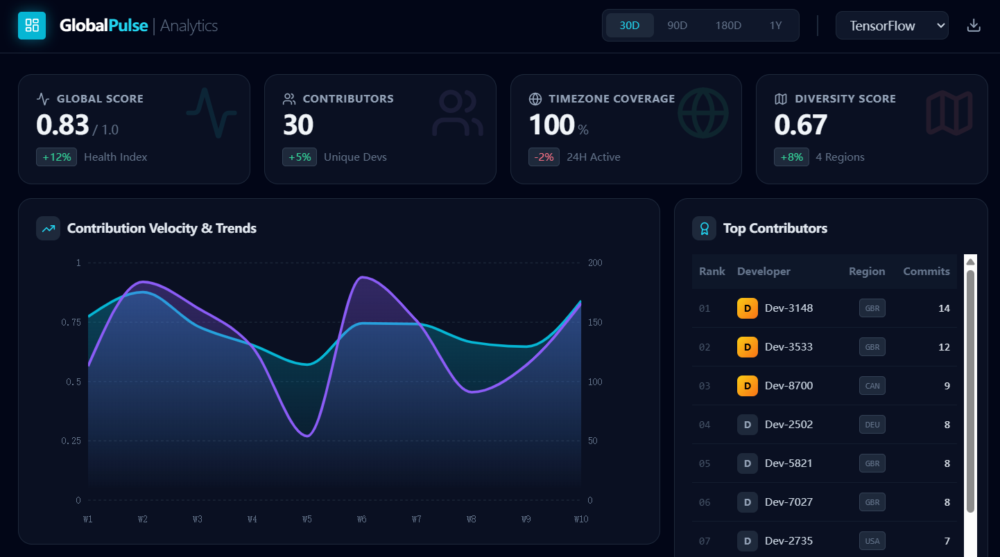 GlobalPulse | Analytics
30D 90D 180D 1Y
TensorFlow
GLOBAL SCORE
0.83 / 1.0
+12% Health Index
CONTRIBUTORS
30
+5% Unique Devs
TIMEZONE COVERAGE
100 %
-2% 24H Active
DIVERSITY SCORE
0.67
+8% 4 Regions
Contribution Velocity & Trends
1 200
0.75 150
0.5 100
0.25 50
0 0
W1 W2 W3 W4 W5 W6 W7 W8 W9 W10
Top Contributors
Rank Developer Region Commits
01 D Dev-3148 GBR 14
02 D Dev-3533 GBR 12
03 D Dev-8700 CAN 9
04 D Dev-2502 DEU 8
05 D Dev-5821 GBR 8
06 D Dev-7027 GBR 8
07 D Dev-2735 USA 7